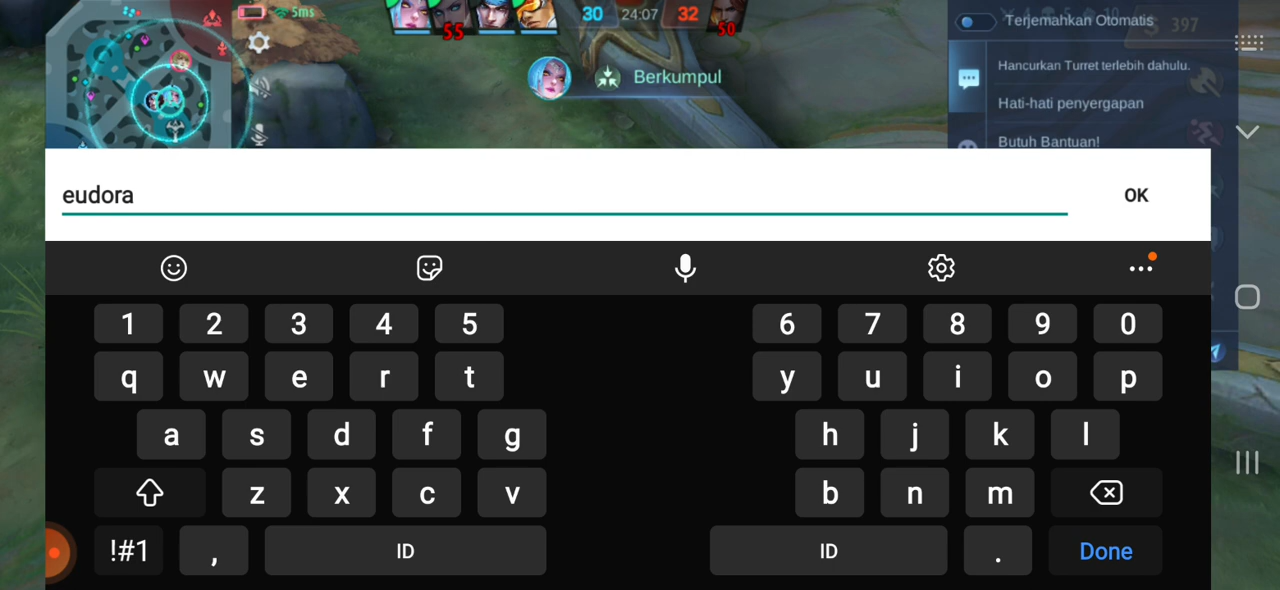 5ms
55
30 24:07 32
50
Terjemahkan Otomatis
397
Berkumpul
Hancurkan Turret terlebih dahulu.
Hati-hati penyergapan
Butuh Bantuan!
eudora
OK
1 2 3 4 5 6 7 8 9 0
q w e r t y u i o p
a s d f g h j k l
z x c v b n m
!#1 , ID ID . Done